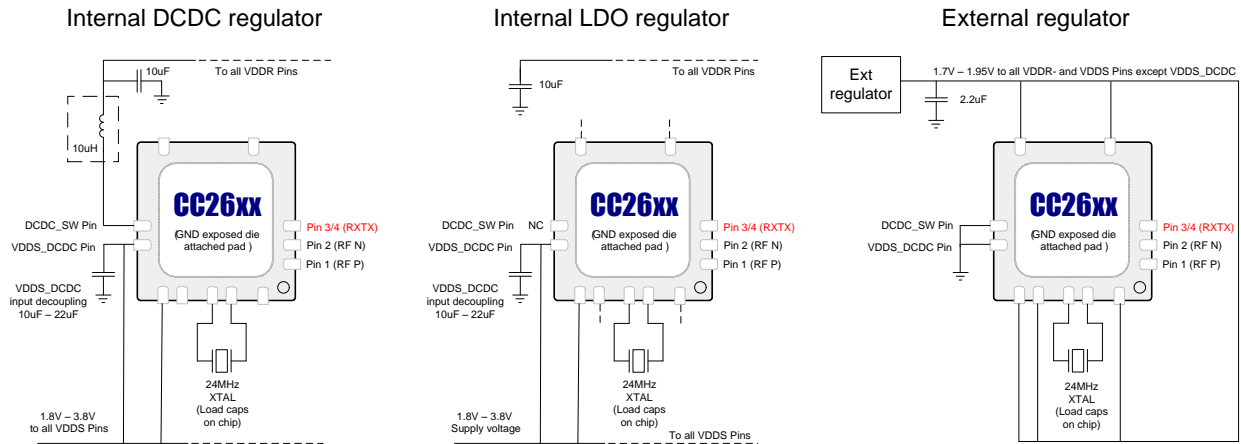 Internal DCDC regulator
10uF
To all VDDR Pins
10uH
CC26xx
(GND exposed die
attached pad )
DCDC_SW Pin
VDDS_DCDC Pin
Pin 3/4 (RXTX)
Pin 2 (RF N)
Pin 1 (RF P)
VDDS_DCDC
input decoupling
10uF – 22uF
24MHz
XTAL
(Load caps
on chip)
1.8V – 3.8V
to all VDDS Pins
Internal LDO regulator
10uF
To all VDDR Pins
CC26xx
(GND exposed die
attached pad )
DCDC_SW Pin NC
VDDS_DCDC Pin
Pin 3/4 (RXTX)
Pin 2 (RF N)
Pin 1 (RF P)
VDDS_DCDC
input decoupling
10uF – 22uF
24MHz
XTAL
(Load caps
on chip)
1.8V – 3.8V
Supply voltage
To all VDDS Pins
External regulator
Ext
regulator
1.7V – 1.95V to all VDDR- and VDDS Pins except VDDS_DCDC
2.2uF
CC26xx
(GND exposed die
attached pad )
DCDC_SW Pin
VDDS_DCDC Pin
Pin 3/4 (RXTX)
Pin 2 (RF N)
Pin 1 (RF P)
24MHz
XTAL
(Load caps
on chip)